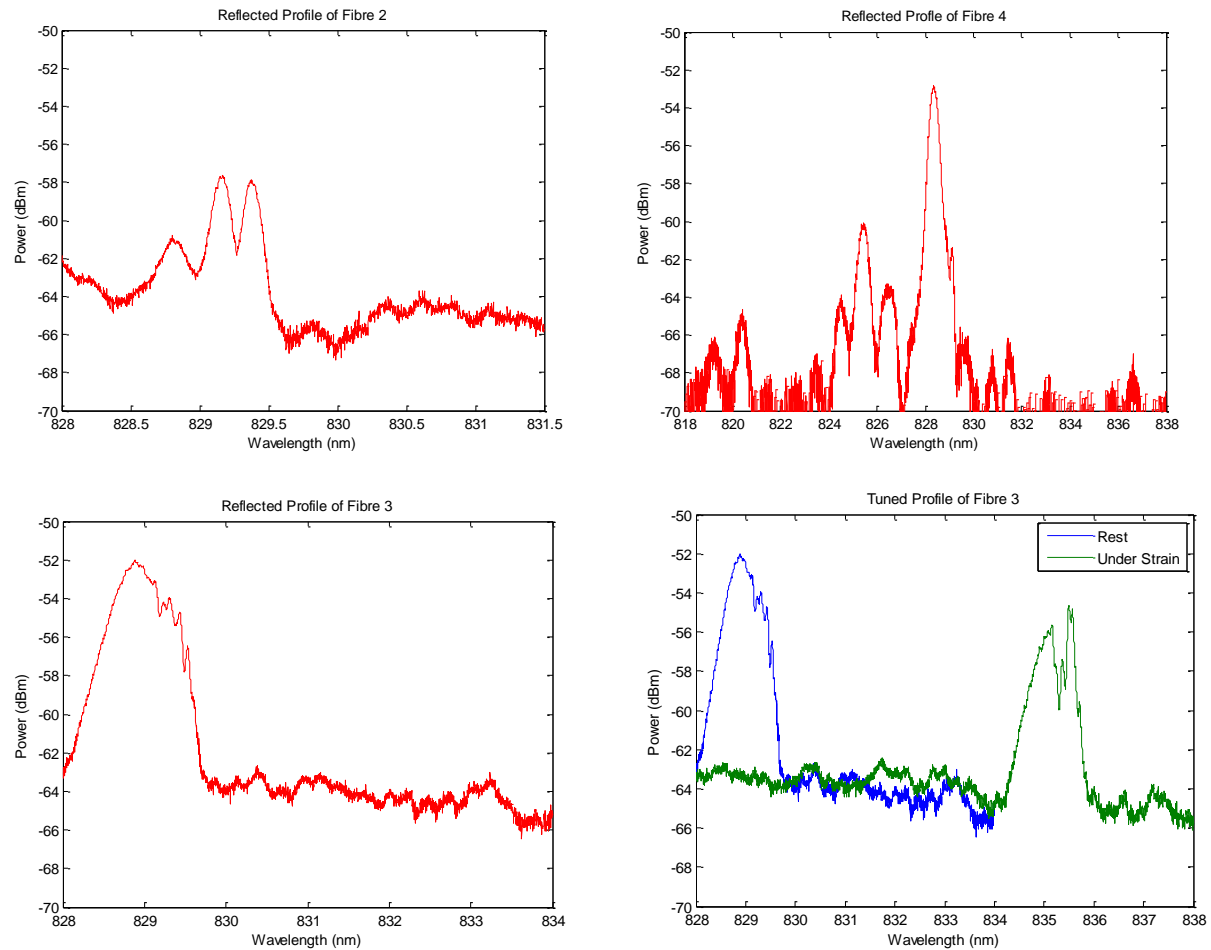 Reflected Profile of Fibre 2
-50
-52
-54
-56
-58
-60
-62
-64
-66
-68
-70
Power (dBm)
828 828.5 829 829.5 830 830.5 831 831.5
Wavelength (nm)
Reflected Profle of Fibre 4
-50
-52
-54
-56
-58
-60
-62
-64
-66
-68
-70
Power (dBm)
818 820 822 824 826 828 830 832 834 836 838
Wavelength (nm)
Reflected Profile of Fibre 3
-50
-52
-54
-56
-58
-60
-62
-64
-66
-68
-70
Power (dBm)
828 829 830 831 832 833 834
Wavelength (nm)
Tuned Profile of Fibre 3
-50
-52
-54
-56
-58
-60
-62
-64
-66
-68
-70
Power (dBm)
Rest
Under Strain
828 829 830 831 832 833 834 835 836 837 838
Wavelength (nm)